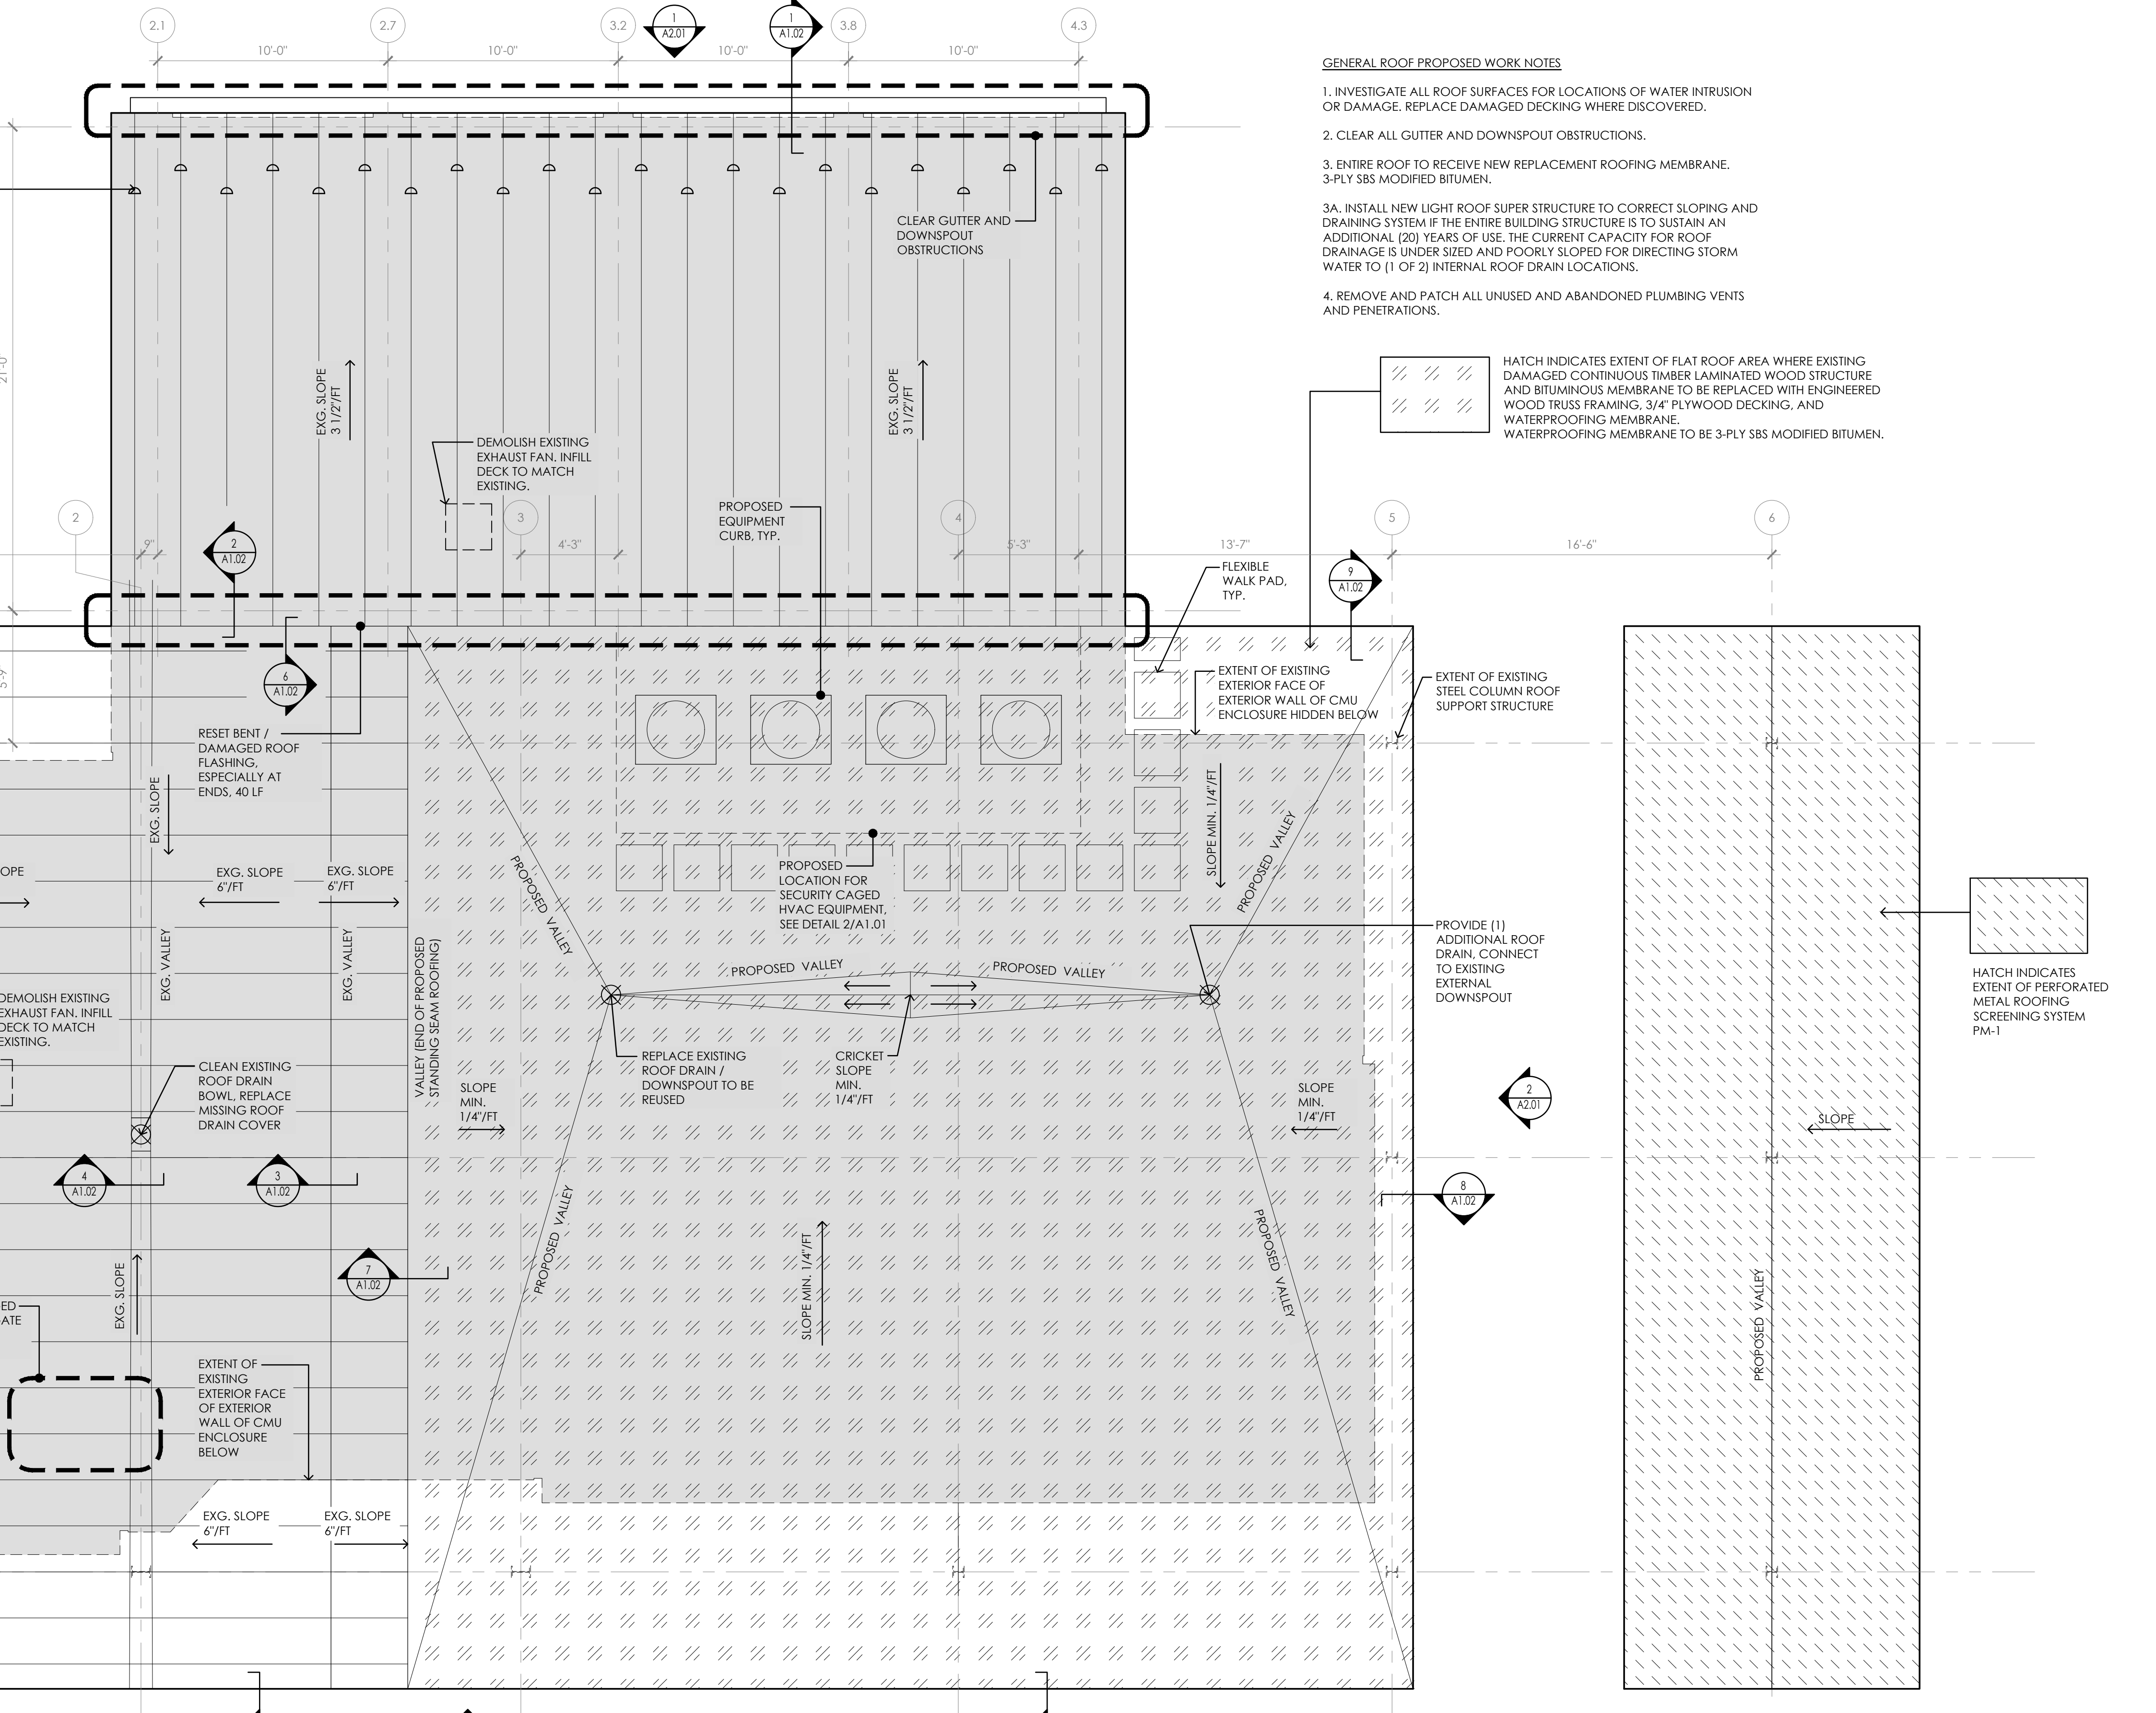 2.1
2.7
3.2
1
A2.01
1
A1.02
3.8
4.3
10'-0"
10'-0"
10'-0"
10'-0"
GENERAL ROOF PROPOSED WORK NOTES
1. INVESTIGATE ALL ROOF SURFACES FOR LOCATIONS OF WATER INTRUSION
OR DAMAGE. REPLACE DAMAGED DECKING WHERE DISCOVERED.
2. CLEAR ALL GUTTER AND DOWNSPOUT OBSTRUCTIONS.
3. ENTIRE ROOF TO RECEIVE NEW REPLACEMENT ROOFING MEMBRANE.
3-PLY SBS MODIFIED BITUMEN.
3A. INSTALL NEW LIGHT ROOF SUPER STRUCTURE TO CORRECT SLOPING AND
DRAINING SYSTEM IF THE ENTIRE BUILDING STRUCTURE IS TO SUSTAIN AN
ADDITIONAL (20) YEARS OF USE. THE CURRENT CAPACITY FOR ROOF
DRAINAGE IS UNDER SIZED AND POORLY SLOPED FOR DIRECTING STORM
WATER TO (1 OF 2) INTERNAL ROOF DRAIN LOCATIONS.
4. REMOVE AND PATCH ALL UNUSED AND ABANDONED PLUMBING VENTS
AND PENETRATIONS.
HATCH INDICATES EXTENT OF FLAT ROOF AREA WHERE EXISTING
DAMAGED CONTINUOUS TIMBER LAMINATED WOOD STRUCTURE
AND BITUMINOUS MEMBRANE TO BE REPLACED WITH ENGINEERED
WOOD TRUSS FRAMING, 3/4" PLYWOOD DECKING, AND
WATERPROOFING MEMBRANE.
WATERPROOFING MEMBRANE TO BE 3-PLY SBS MODIFIED BITUMEN.
CLEAR GUTTER AND
DOWNSPOUT
OBSTRUCTIONS
21'-0
EXG. SLOPE
3 1/2"/FT
EXG. SLOPE
3 1/2"/FT
DEMOLISH EXISTING
EXHAUST FAN. INFILL
DECK TO MATCH
EXISTING.
PROPOSED
EQUIPMENT
CURB, TYP.
2
3
4
5
6
9"
4'-3"
5'-3"
13'-7"
16'-6"
2
A1.02
FLEXIBLE
WALK PAD,
TYP.
9
A1.02
5'-9"
6
A1.02
EXTENT OF EXISTING
EXTERIOR FACE OF
EXTERIOR WALL OF CMU
ENCLOSURE HIDDEN BELOW
EXTENT OF EXISTING
STEEL COLUMN ROOF
SUPPORT STRUCTURE
RESET BENT /
DAMAGED ROOF
FLASHING,
ESPECIALLY AT
ENDS, 40 LF
EXG. SLOPE
SLOPE MIN. 1/4"/FT
PROPOSED VALLEY
PROPOSED VALLEY
OPE
EXG. SLOPE
6"/FT
EXG. SLOPE
6"/FT
PROPOSED
LOCATION FOR
SECURITY CAGED
HVAC EQUIPMENT,
SEE DETAIL 2/A1.01
EXG. VALLEY
EXG. VALLEY
VALLEY (END OF PROPOSED
STANDING SEAM ROOFING)
PROPOSED VALLEY
PROPOSED VALLEY
PROVIDE (1)
ADDITIONAL ROOF
DRAIN, CONNECT
TO EXISTING
EXTERNAL
DOWNSPOUT
HATCH INDICATES
EXTENT OF PERFORATED
METAL ROOFING
SCREENING SYSTEM
PM-1
DEMOLISH EXISTING
EXHAUST FAN. INFILL
DECK TO MATCH
EXISTING.
CLEAN EXISTING
ROOF DRAIN
BOWL, REPLACE
MISSING ROOF
DRAIN COVER
REPLACE EXISTING
ROOF DRAIN /
DOWNSPOUT TO BE
REUSED
CRICKET
SLOPE
MIN.
1/4"/FT
SLOPE
MIN.
1/4"/FT
SLOPE
MIN.
1/4"/FT
2
A2.01
SLOPE
4
A1.02
3
A1.02
8
A1.02
PROPOSED VALLEY
PROPOSED VALLEY
SLOPE MIN. 1/4"/FT
EXG. SLOPE
7
A1.02
PROPOSED VALLEY
ED
ATE
EXTENT OF
EXISTING
EXTERIOR FACE
OF EXTERIOR
WALL OF CMU
ENCLOSURE
BELOW
EXG. SLOPE
6"/FT
EXG. SLOPE
6"/FT